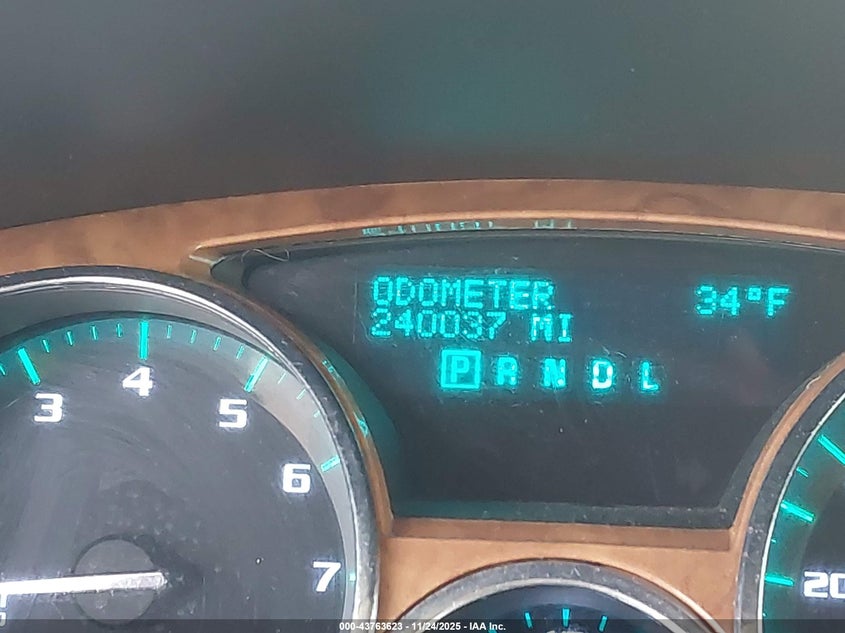 ODOMETER
240037 MI
34°F
P R N D L
3
4
5
6
7
20
000-43763623 - 11/24/2025 - IAA Inc.